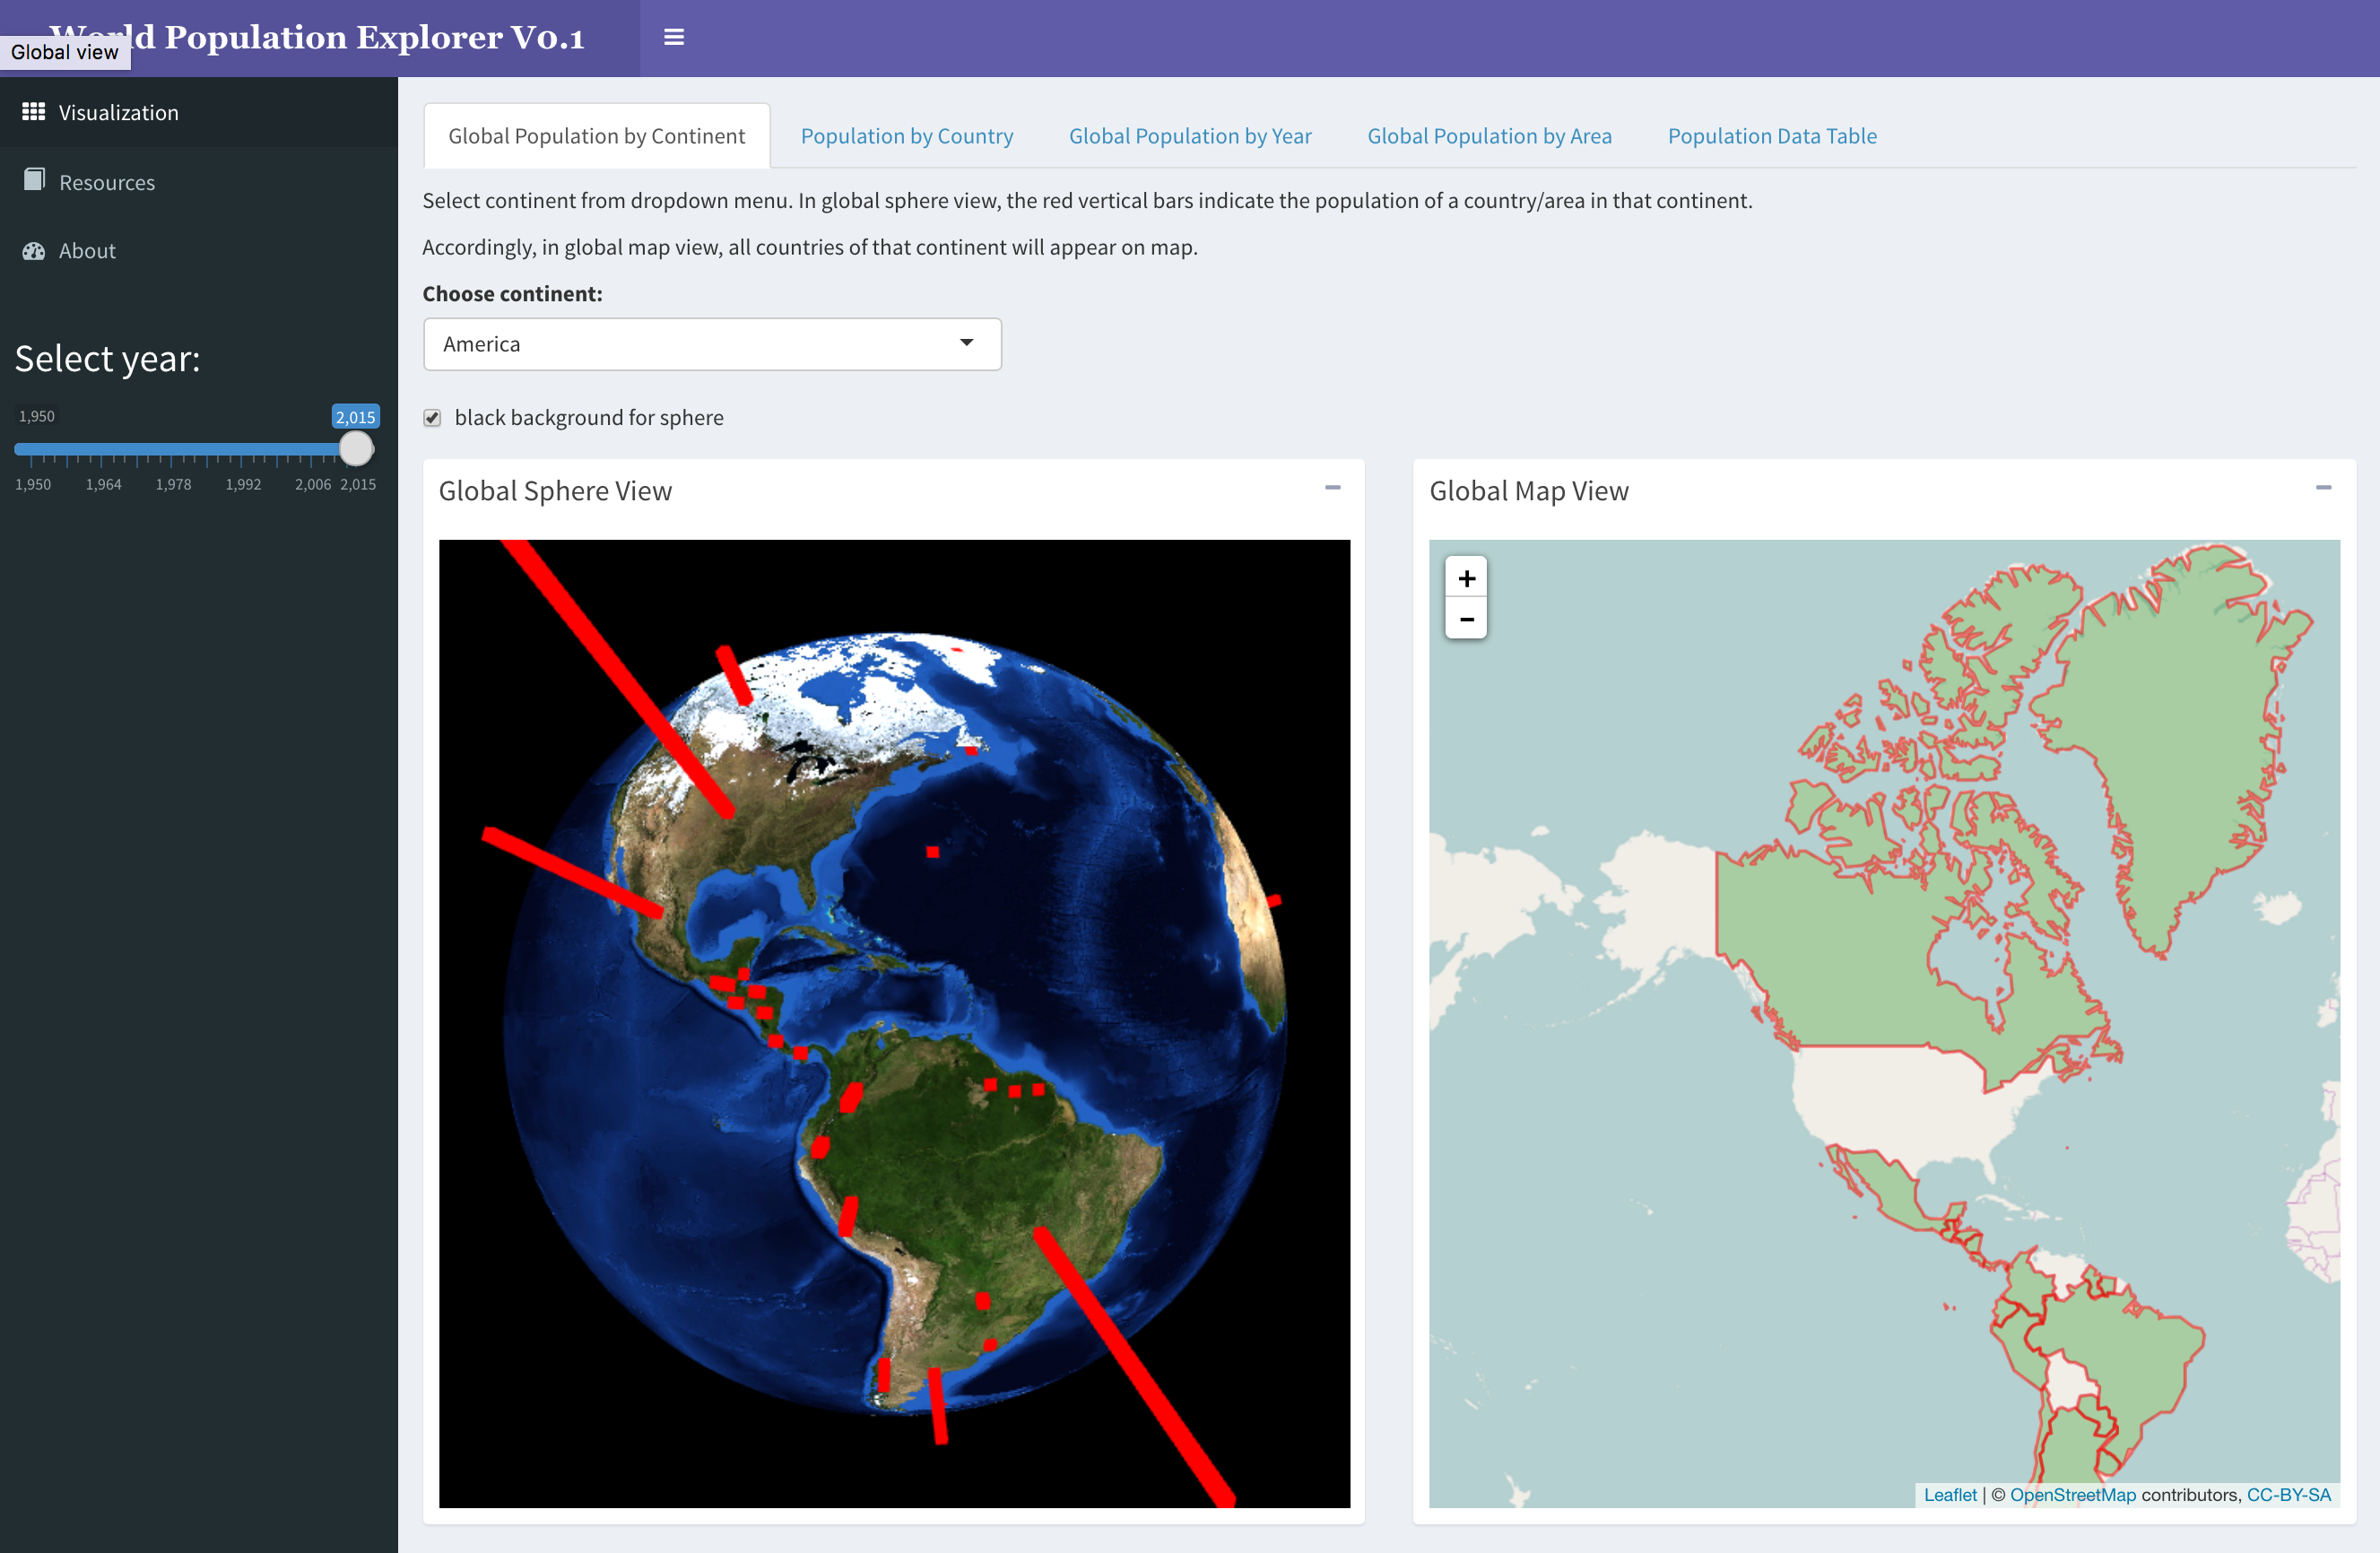 World Population Explorer V0.1
Global view
Visualization
Resources
About
Select year:
1,950
2,015
1,950 1,964 1,978 1,992 2,006 2,015
Global Population by Continent Population by Country Global Population by Year Global Population by Area Population Data Table
Select continent from dropdown menu. In global sphere view, the red vertical bars indicate the population of a country/area in that continent.
Accordingly, in global map view, all countries of that continent will appear on map.
Choose continent:
America
black background for sphere
Global Sphere View
Global Map View
+
-
Leaflet | © OpenStreetMap contributors, CC-BY-SA